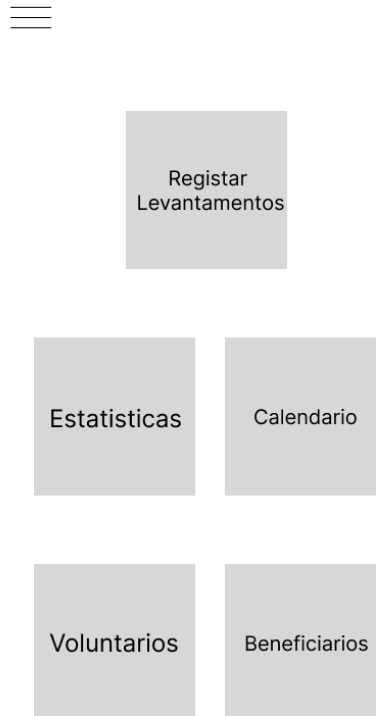 Registar
Levantamentos
Estatisticas
Calendario
Voluntarios
Beneficiarios